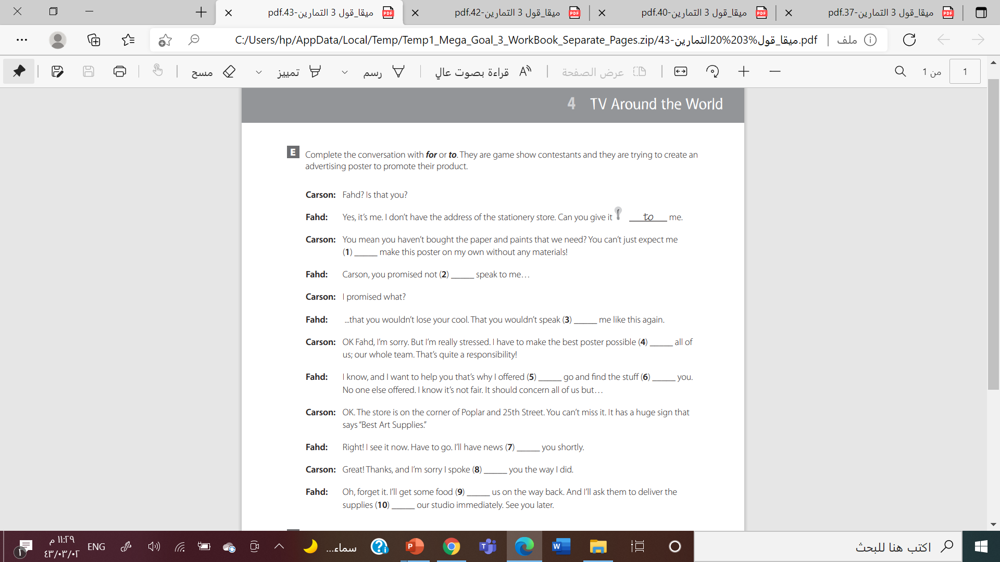 ميقا_قول 3 التمارين-43.pdf
ميقا_قول 3 التمارين-42.pdf
ميقا_قول 3 التمارين-40.pdf
ميقا_قول 3 التمارين-37.pdf
C:/Users/hp/AppData/Local/Temp/Temp1_Mega_Goal_3_WorkBook_Separate_Pages.zip/43-ميقا_قول%203%20التمارين.pdf
ملف
مسح
تمييز
رسم
قراءة بصوت عالٍ
عرض الصفحة
من 1
1
4 TV Around the World
E Complete the conversation with for or to. They are game show contestants and they are trying to create an
advertising poster to promote their product.
Carson: Fahd? Is that you?
Fahd: Yes, it's me. I don't have the address of the stationery store. Can you give it to me.
Carson: You mean you haven't bought the paper and paints that we need? You can't just expect me
(1) _____ make this poster on my own without any materials!
Fahd: Carson, you promised not (2) _____ speak to me…
Carson: I promised what?
Fahd: ...that you wouldn't lose your cool. That you wouldn't speak (3) _____ me like this again.
Carson: OK Fahd, I'm sorry. But I'm really stressed. I have to make the best poster possible (4) _____ all of
us; our whole team. That's quite a responsibility!
Fahd: I know, and I want to help you that's why I offered (5) _____ go and find the stuff (6) _____ you.
No one else offered. I know it's not fair. It should concern all of us but…
Carson: OK. The store is on the corner of Poplar and 25th Street. You can't miss it. It has a huge sign that
says "Best Art Supplies."
Fahd: Right! I see it now. Have to go. I'll have news (7) _____ you shortly.
Carson: Great! Thanks, and I'm sorry I spoke (8) _____ you the way I did.
Fahd: Oh, forget it. I'll get some food (9) _____ us on the way back. And I'll ask them to deliver the
supplies (10) _____ our studio immediately. See you later.
١
١١:٢٩ م
٤٣/٠٣/٠٢
ENG
سماء...
اكتب هنا للبحث